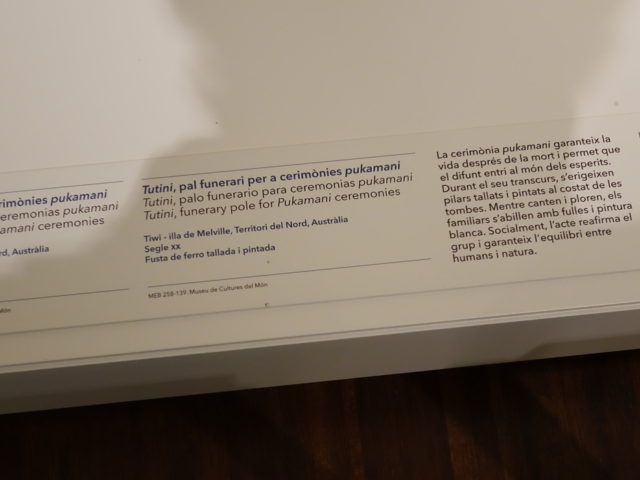 rimònies pukamani
eremonias pukamani
amani ceremonies
rd, Austràlia
Món
Tutini, pal funerari per a cerimònies pukamani
Tutini, palo funerario para ceremonias pukamani
Tutini, funerary pole for Pukamani ceremonies
Tiwi - illa de Melville, Territori del Nord, Austràlia
Segle xx
Fusta de ferro tallada i pintada
MEB 258-139. Museu de Cultures del Món
La cerimònia pukamani garanteix la
vida després de la mort i permet que
el difunt entri al món dels esperits.
Durant el seu transcurs, s'erigeixen
pilars tallats i pintats al costat de les
tombes. Mentre canten i ploren, els
familiars s'abillen amb fulles i pintura
blanca. Socialment, l'acte reafirma el
grup i garanteix l'equilibri entre
humans i natura.